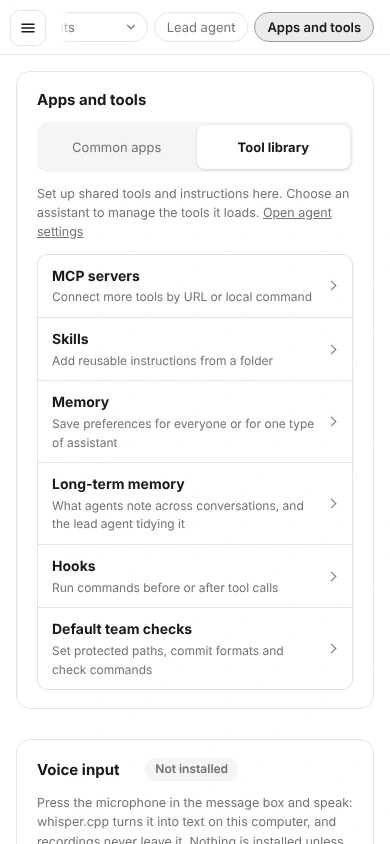 ts
Lead agent
Apps and tools
Apps and tools
Common apps
Tool library
Set up shared tools and instructions here. Choose an
assistant to manage the tools it loads. Open agent
settings
MCP servers
Connect more tools by URL or local command
Skills
Add reusable instructions from a folder
Memory
Save preferences for everyone or for one type
of assistant
Long-term memory
What agents note across conversations, and
the lead agent tidying it
Hooks
Run commands before or after tool calls
Default team checks
Set protected paths, commit formats and
check commands
Voice input
Not installed
Press the microphone in the message box and speak:
whisper.cpp turns it into text on this computer, and
recordings never leave it. Nothing is installed unless